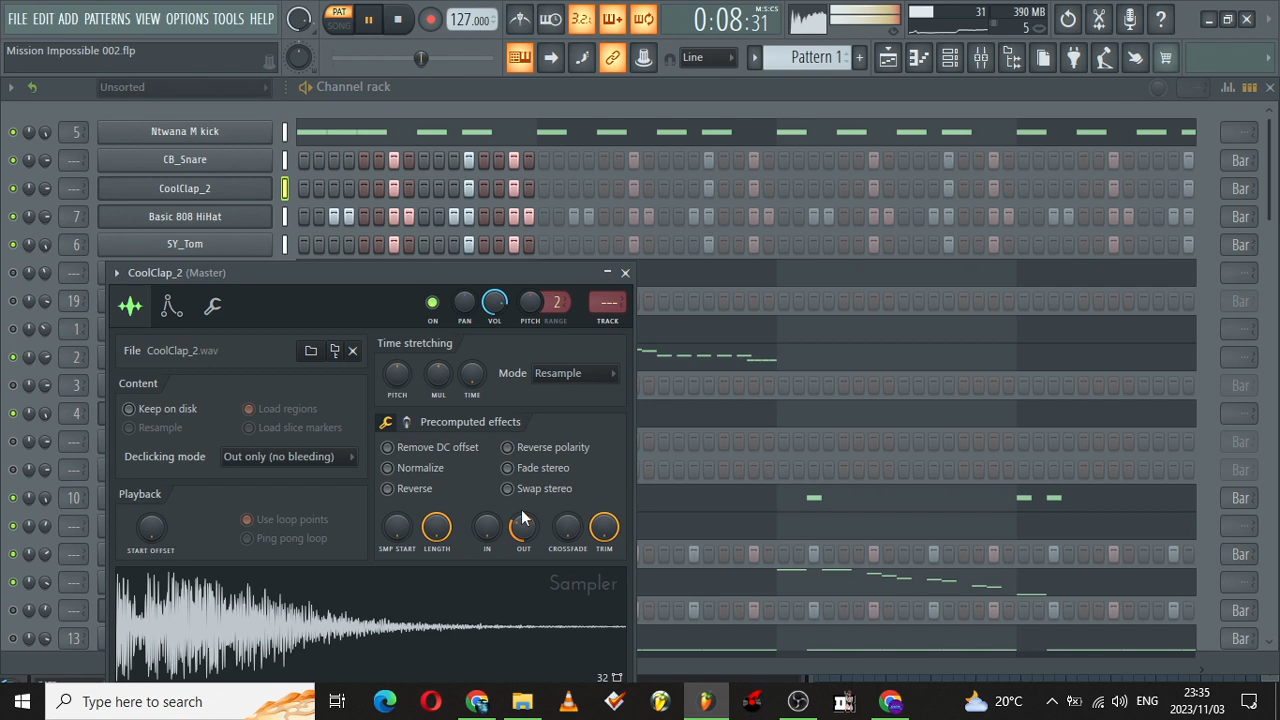 FILE EDIT ADD PATTERNS VIEW OPTIONS TOOLS HELP
PAT
SONG
127.000
3.2.
0:08:31
M:S:CS
31
390 MB
5
Mission Impossible 002.flp
Line
Pattern 1
Unsorted
Channel rack
5
Ntwana M kick
Bar
---
CB_Snare
Bar
---
CoolClap_2
Bar
7
Basic 808 HiHat
Bar
6
SY_Tom
Bar
---
19
1
2
3
4
---
---
10
---
---
---
---
13
Bar
Bar
Bar
Bar
Bar
CoolClap_2 (Master)
ON
PAN
VOL
PITCH
2
RANGE
---
TRACK
File CoolClap_2.wav
Content
Keep on disk
Load regions
Resample
Load slice markers
Declicking mode
Out only (no bleeding)
Playback
START OFFSET
Use loop points
Ping pong loop
Time stretching
PITCH
MUL
TIME
Mode
Resample
Precomputed effects
Remove DC offset
Reverse polarity
Normalize
Fade stereo
Reverse
Swap stereo
SMP START
LENGTH
IN
OUT
CROSSFADE
TRIM
Sampler
32
Type here to search
20°C
ENG
23:35
2023/11/03